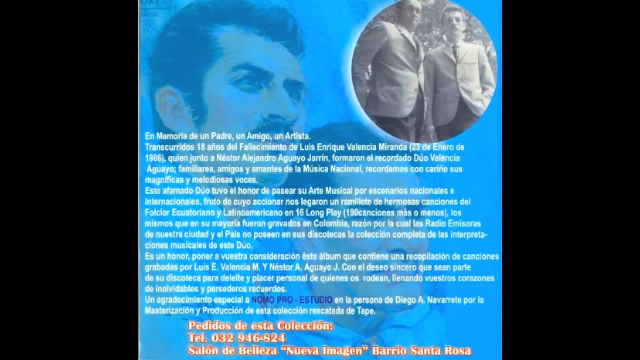 En Memoria de un Padre, un Amigo, un Artista.
Transcurridos 18 años del Fallecimiento de Luis Enrique Valencia Miranda (23 de Enero de
1986), quien junto a Néstor Alejandro Aguayo Jarrín, formaron el recordado Dúo Valencia
Aguayo; familiares, amigos y amantes de la Música Nacional, recordamos con cariño sus
magníficas y melodiosas voces.
Este afamado Dúo tuvo el honor de pasear su Arte Musical por escenarios nacionales e
internacionales, fruto de cuyo accionar nos legaron un ramillete de hermosas canciones del
Folclor Ecuatoriano y Latinoamericano en 16 Long Play (190canciones más o menos), los
mismos que en su mayoría fueron gravados en Colombia, razón por la cual las Radio Emisoras
de nuestra ciudad y el País no poseen en sus discotecas la colección completa de las interpreta-
ciones musicales de este Dúo.
Es un honor, poner a vuestra consideración éste álbum que contiene una recopilación de canciones
grabadas por Luis E. Valencia M. Y Néstor A. Aguayo J. Con el deseo sincero que sean parte
de su discoteca para deleite y placer personal de quienes os rodean, llenando vuestros corazones
de inolvidables y persederos recuerdos.
Un agradecimiento especial a NOMO PRO - ESTUDIO en la persona de Diego A. Navarrete por la
Masterización y Producción de esta colección rescatada de Tape.
Pedidos de esta Colección:
Tel. 032 946-824
Salón de Belleza "Nueva Imagen" Barrio Santa Rosa